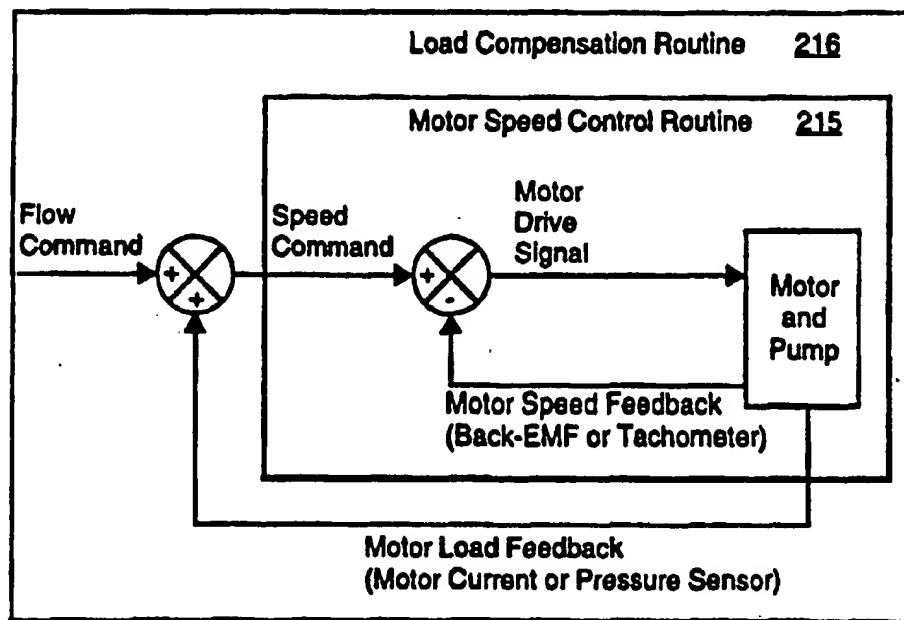 Load Compensation Routine 216
Motor Speed Control Routine 215
Flow
Command
Speed
Command
Motor
Drive
Signal
+
+
+
-
Motor
and
Pump
Motor Speed Feedback
(Back-EMF or Tachometer)
Motor Load Feedback
(Motor Current or Pressure Sensor)